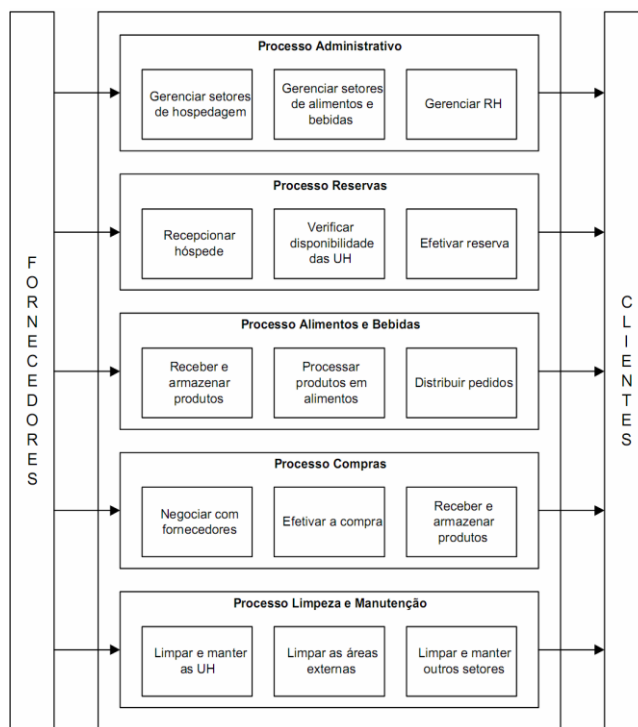 FORNECEDORES
Processo Administrativo
Gerenciar setores
de hospedagem
Gerenciar setores
de alimentos e
bebidas
Gerenciar RH
Processo Reservas
Recepcionar
hóspede
Verificar
disponibilidade
das UH
Efetivar reserva
Processo Alimentos e Bebidas
Receber e
armazenar
produtos
Processar
produtos em
alimentos
Distribuir pedidos
Processo Compras
Negociar com
fornecedores
Efetivar a compra
Receber e
armazenar
produtos
Processo Limpeza e Manutenção
Limpar e manter
as UH
Limpar as áreas
externas
Limpar e manter
outros setores
CLIENTES